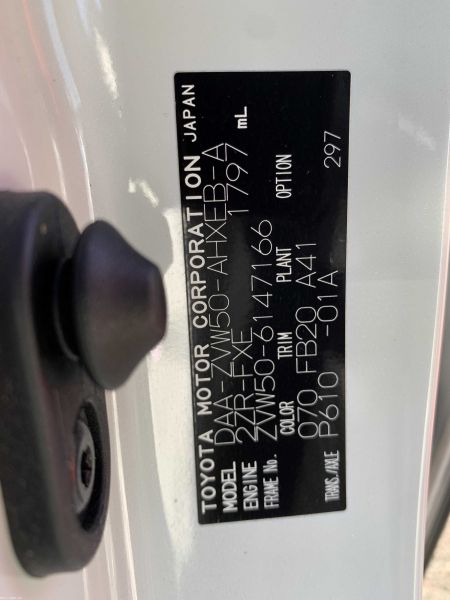 TOYOTA MOTOR CORPORATION JAPAN
MODEL DAA-ZVW50-AHXEB-A
ENGINE 2ZR-FXE 1797 mL
FRAME No. ZVW50-6147166
COLOR TRIM PLANT OPTION
070 FB20 A41 297
TRANS./AXLE P610 -01A